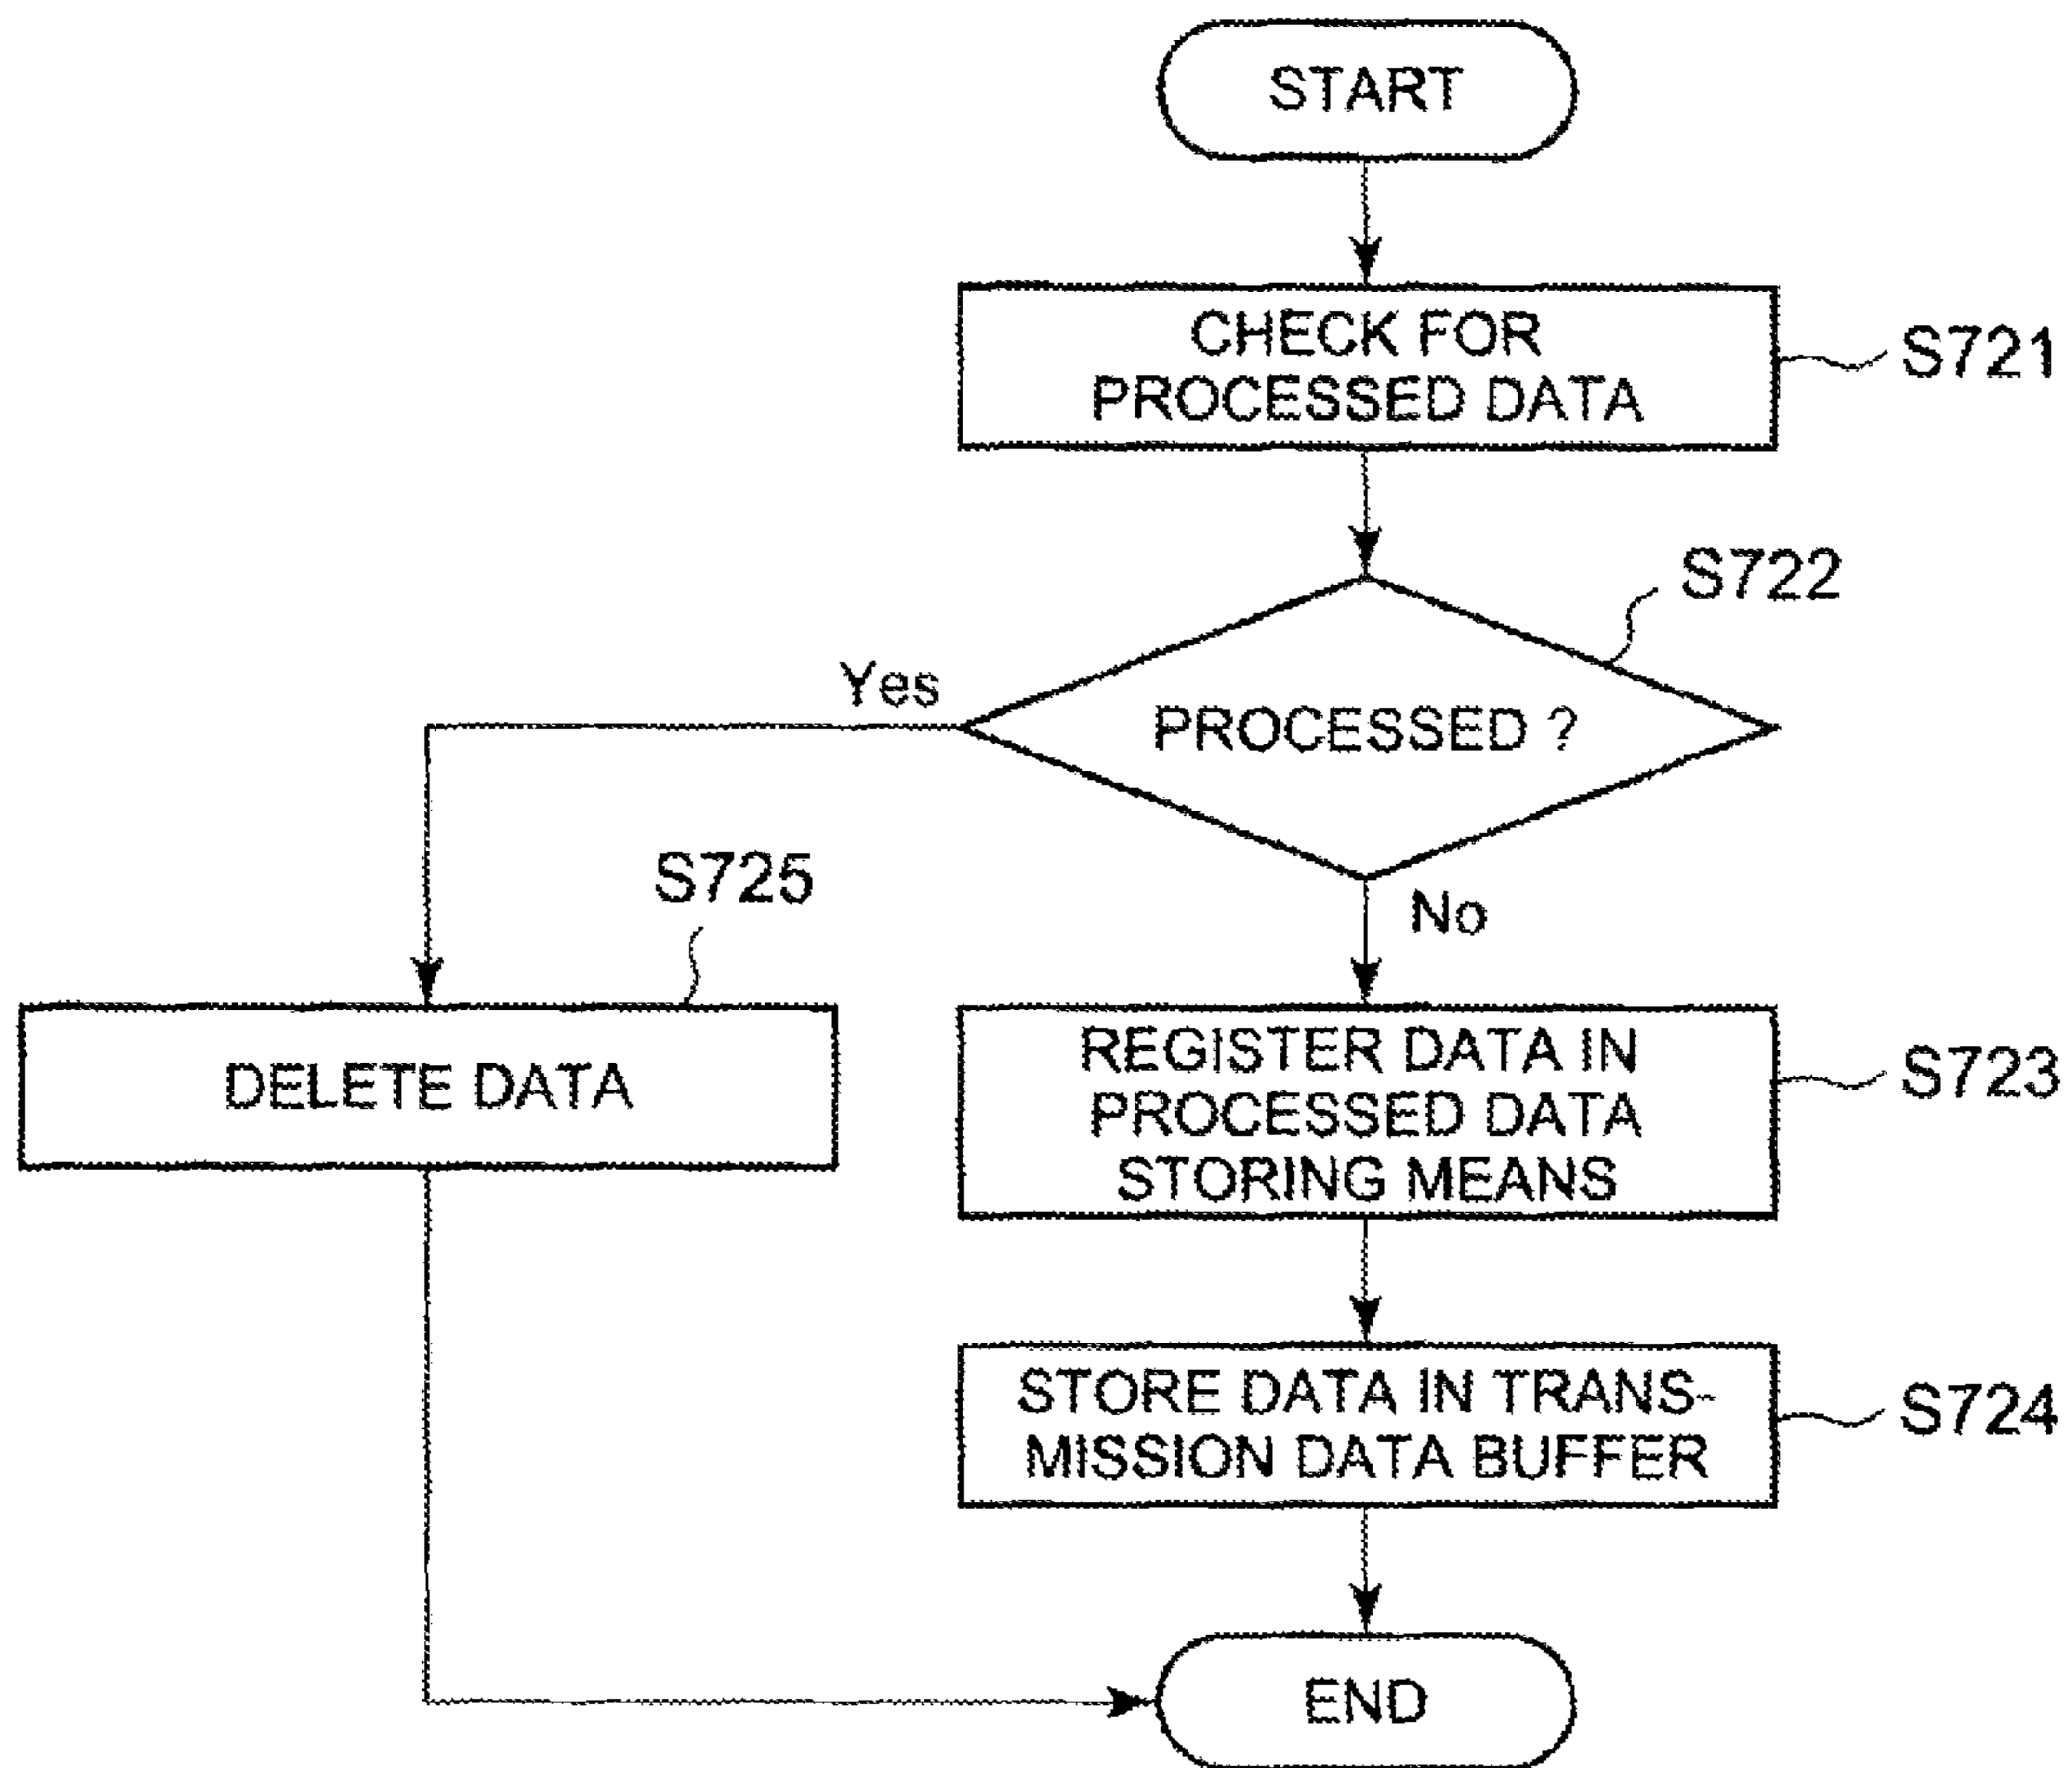 START
CHECK FOR
PROCESSED DATA
S721
S722
PROCESSED ?
Yes
No
S725
DELETE DATA
REGISTER DATA IN
PROCESSED DATA
STORING MEANS
S723
STORE DATA IN TRANS-
MISSION DATA BUFFER
S724
END